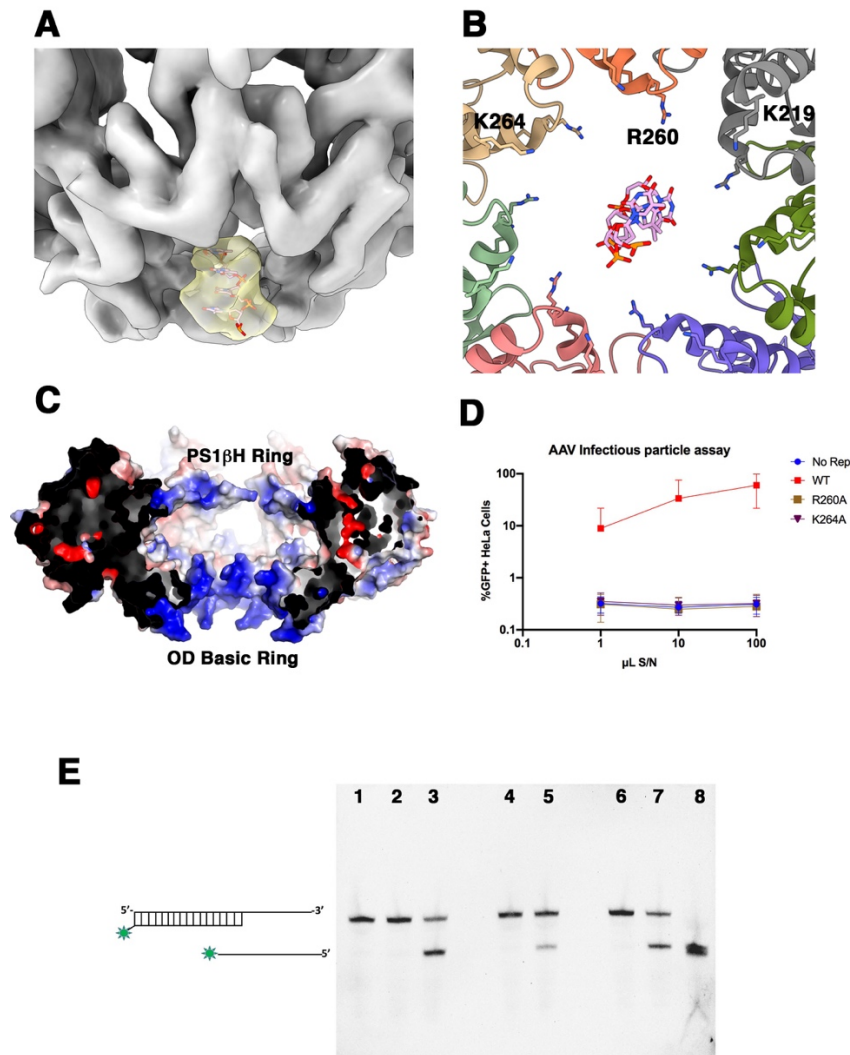 A
B
K264
R260
K219
C
PS1βH Ring
OD Basic Ring
D
AAV Infectious particle assay
%GFP+ HeLa Cells
100
10
1
0.1
0.1 1 10 100
µL S/N
No Rep
WT
R260A
K264A
E
1 2 3 4 5 6 7 8
5'- -3'
5'